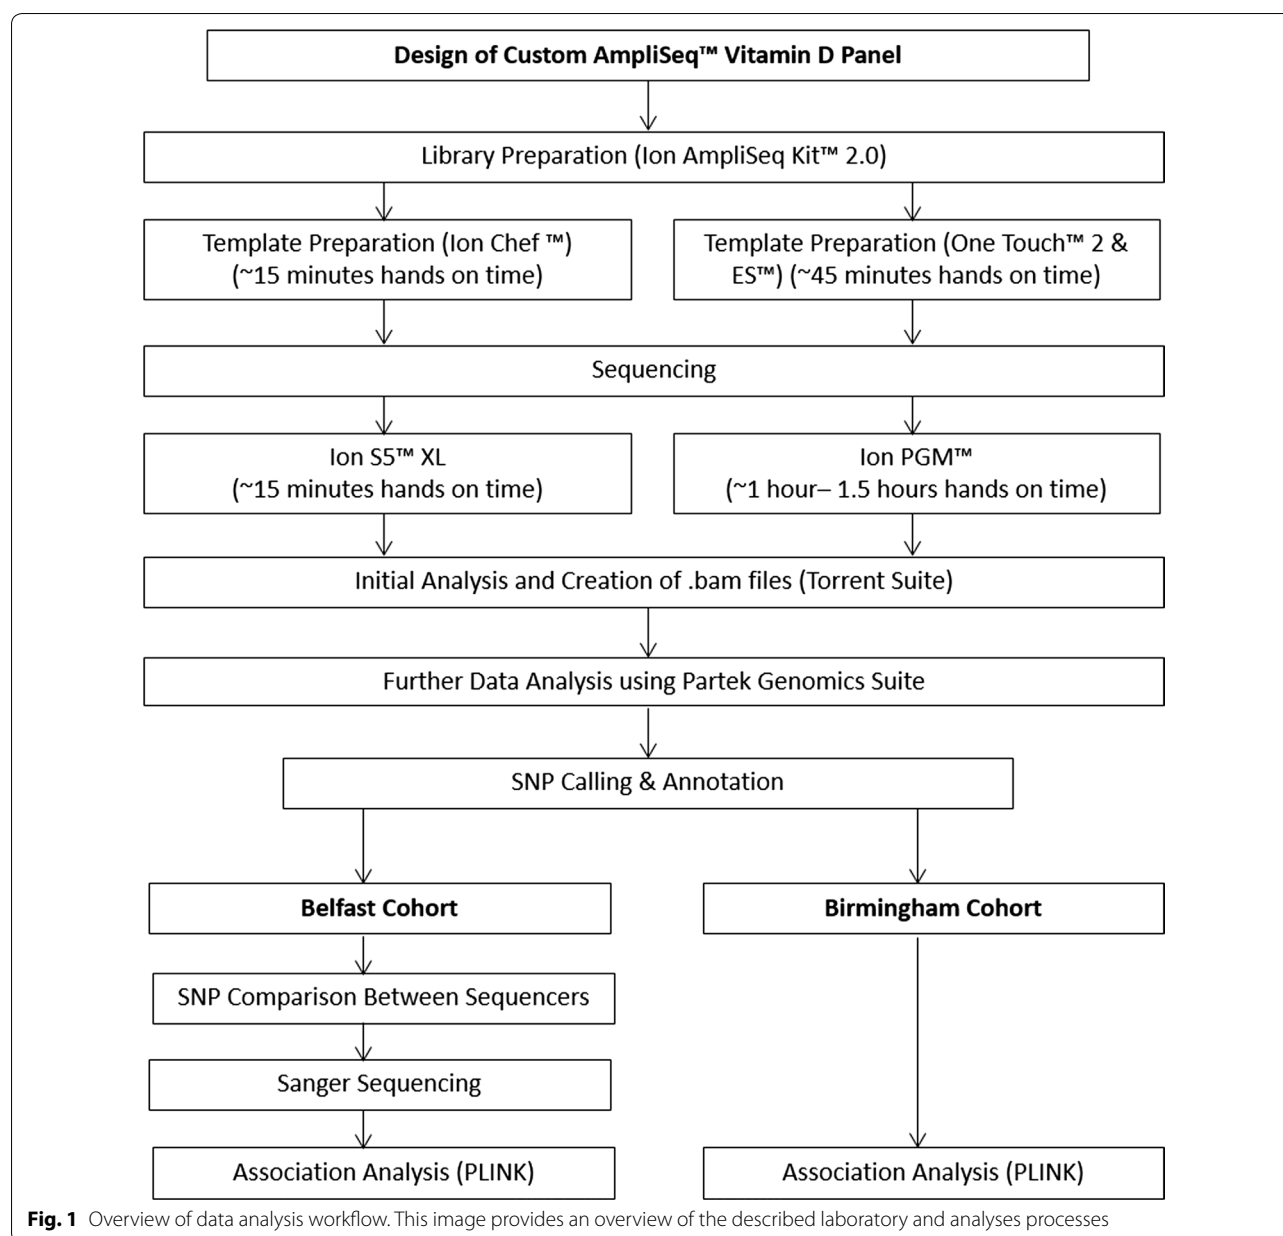 Design of Custom AmpliSeq™ Vitamin D Panel
Library Preparation (Ion AmpliSeq Kit™ 2.0)
Template Preparation (Ion Chef ™)
(~15 minutes hands on time)
Template Preparation (One Touch™ 2 &
ES™) (~45 minutes hands on time)
Sequencing
Ion S5™ XL
(~15 minutes hands on time)
Ion PGM™
(~1 hour– 1.5 hours hands on time)
Initial Analysis and Creation of .bam files (Torrent Suite)
Further Data Analysis using Partek Genomics Suite
SNP Calling & Annotation
Belfast Cohort
Birmingham Cohort
SNP Comparison Between Sequencers
Sanger Sequencing
Association Analysis (PLINK)
Association Analysis (PLINK)
Fig. 1 Overview of data analysis workflow. This image provides an overview of the described laboratory and analyses processes